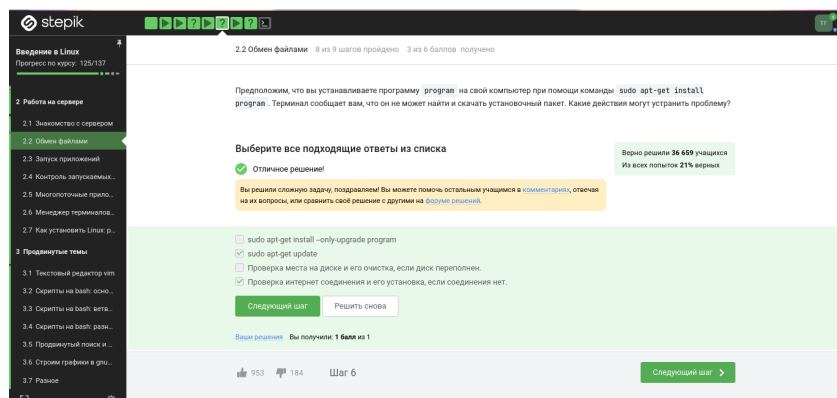 stepik
ТГ
Введение в Linux
Прогресс по курсу: 125/137
2 Работа на сервере
2.1 Знакомство с сервером
2.2 Обмен файлами
2.3 Запуск приложений
2.4 Контроль запускаемых...
2.5 Многопоточные прило...
2.6 Менеджер терминалов...
2.7 Как установить Linux: р...
3 Продвинутые темы
3.1 Текстовый редактор vim
3.2 Скрипты на bash: осно...
3.3 Скрипты на bash: ветв...
3.4 Скрипты на bash: разн...
3.5 Продвинутый поиск и ...
3.6 Строим графики в gnu...
3.7 Разное
2.2 Обмен файлами 8 из 9 шагов пройдено 3 из 6 баллов получено
Предположим, что вы устанавливаете программу program на свой компьютер при помощи команды sudo apt-get install
program . Терминал сообщает вам, что он не может найти и скачать установочный пакет. Какие действия могут устранить проблему?
Выберите все подходящие ответы из списка
Отличное решение!
Верно решили 36 659 учащихся
Из всех попыток 21% верных
Вы решили сложную задачу, поздравляем! Вы можете помочь остальным учащимся в комментариях, отвечая
на их вопросы, или сравнить своё решение с другими на форуме решений.
sudo apt-get install –only-upgrade program
sudo apt-get update
Проверка места на диске и его очистка, если диск переполнен.
Проверка интернет соединения и его установка, если соединения нет.
Следующий шаг
Решить снова
Ваши решения Вы получили: 1 балл из 1
953 184 Шаг 6
Следующий шаг